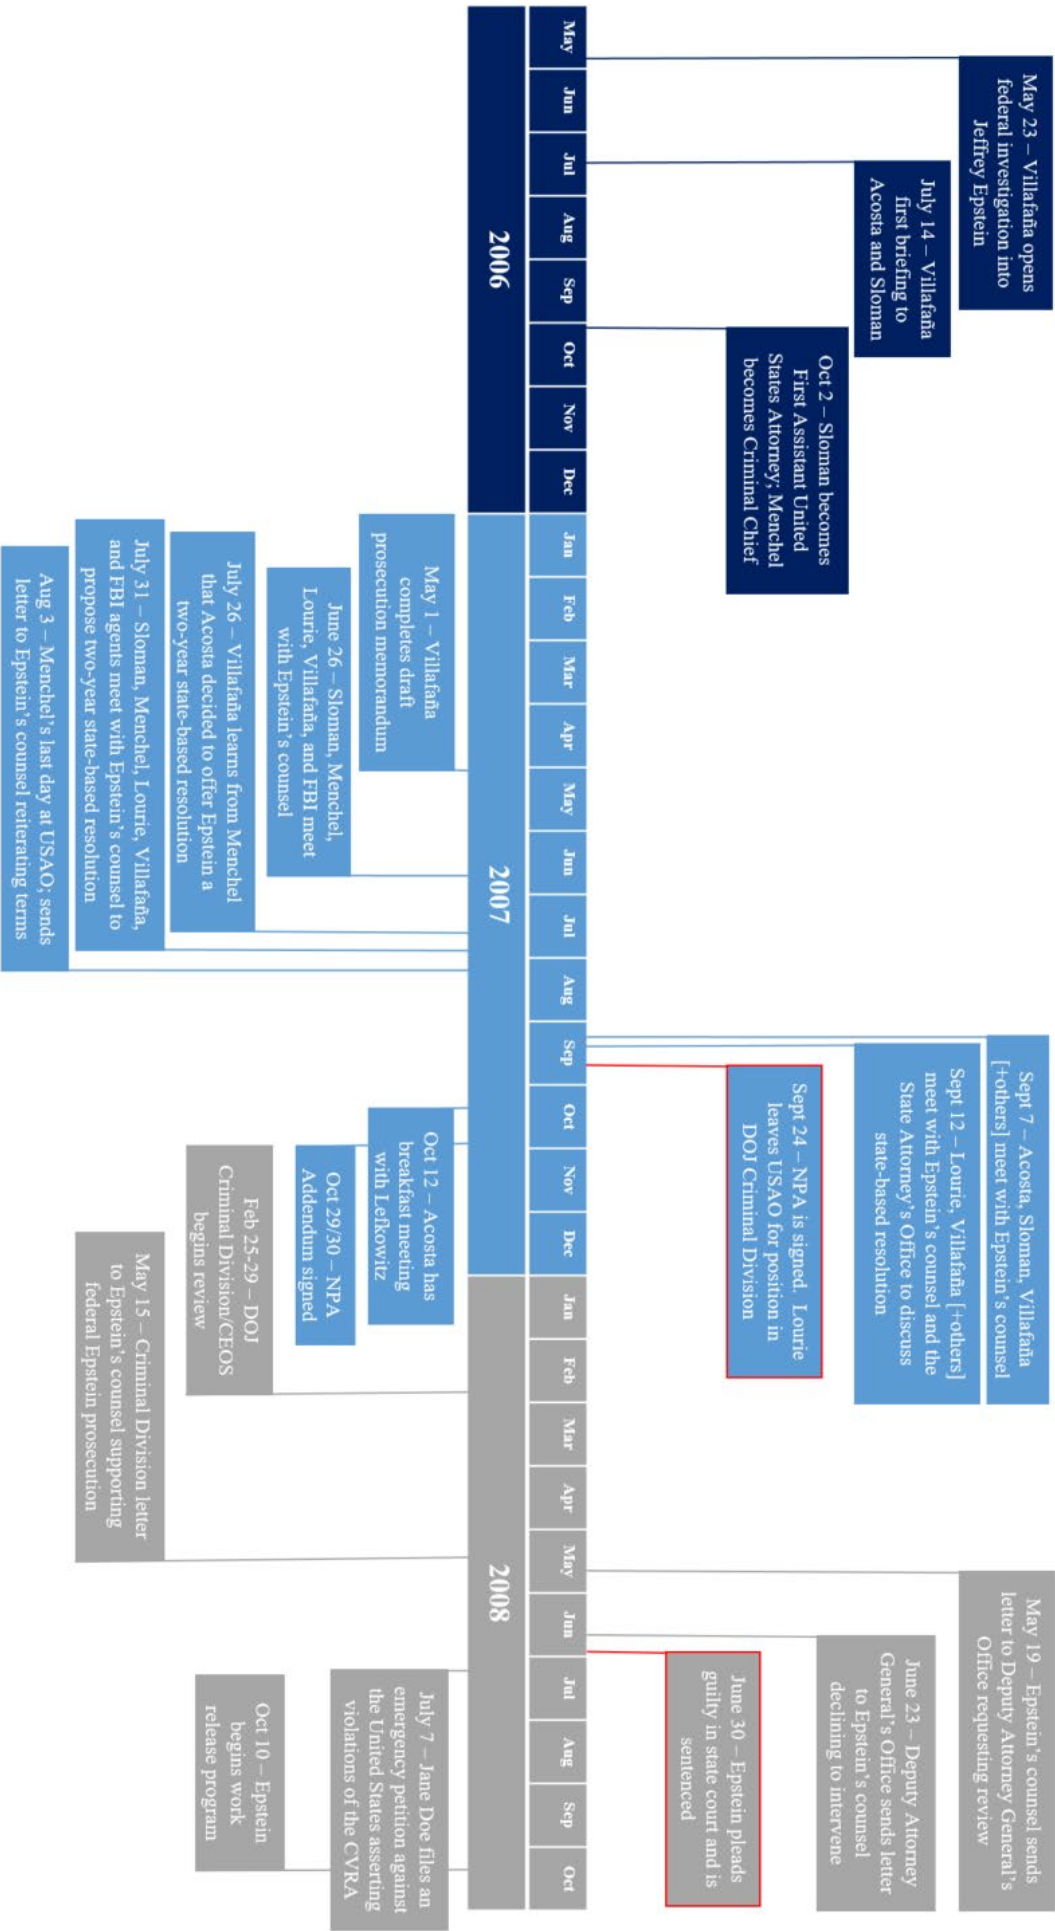 May 23 – Villafaña opens
federal investigation into
Jeffrey Epstein
July 14 – Villafaña
first briefing to
Acosta and Sloman
Oct 2 – Sloman becomes
First Assistant United
States Attorney; Menchel
becomes Criminal Chief
Sept 7 – Acosta, Sloman, Villafaña
[+others] meet with Epstein's counsel
Sept 12 – Lourie, Villafaña [+others]
meet with Epstein's counsel and the
State Attorney's Office to discuss
state-based resolution
Sept 24 – NPA is signed. Lourie
leaves USAO for position in
DOJ Criminal Division
May 19 – Epstein's counsel sends
letter to Deputy Attorney General's
Office requesting review
June 23 – Deputy Attorney
General's Office sends letter
to Epstein's counsel
declining to intervene
June 30 – Epstein pleads
guilty in state court and is
sentenced
May Jun Jul Aug Sep Oct Nov Dec Jan Feb Mar Apr May Jun Jul Aug Sep Oct Nov Dec Jan Feb Mar Apr May Jun Jul Aug Sep Oct
2006 2007 2008
May 1 – Villafaña
completes draft
prosecution memorandum
June 26 – Sloman, Menchel,
Lourie, Villafaña, and FBI meet
with Epstein's counsel
July 26 – Villafaña learns from Menchel
that Acosta decided to offer Epstein a
two-year state-based resolution
July 31 – Sloman, Menchel, Lourie, Villafaña,
and FBI agents meet with Epstein's counsel to
propose two-year state-based resolution
Aug 3 – Menchel's last day at USAO; sends
letter to Epstein's counsel reiterating terms
Oct 12 – Acosta has
breakfast meeting
with Lefkowitz
Oct 29/30 – NPA
Addendum signed
Feb 25-29 – DOJ
Criminal Division/CEOS
begins review
May 15 – Criminal Division letter
to Epstein's counsel supporting
federal Epstein prosecution
July 7 – Jane Doe files an
emergency petition against
the United States asserting
violations of the CVRA
Oct 10 – Epstein
begins work
release program